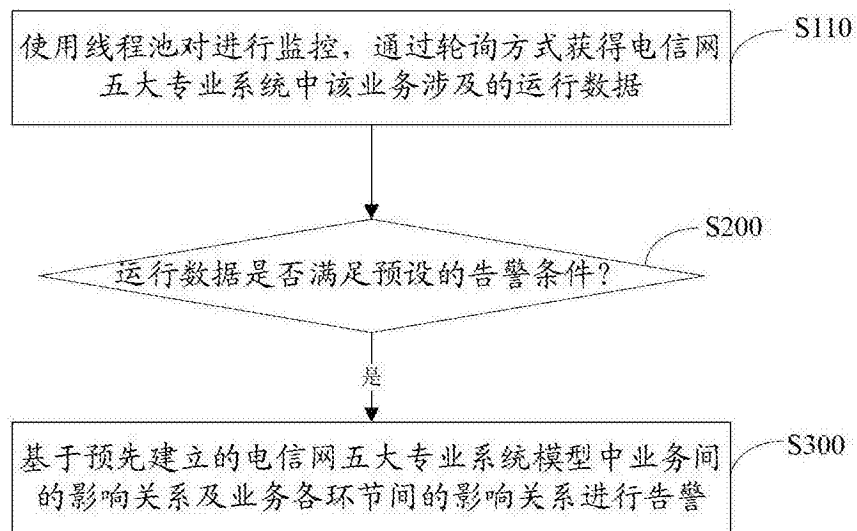 使用线程池对进行监控，通过轮询方式获得电信网
五大专业系统中该业务涉及的运行数据
S110
运行数据是否满足预设的告警条件？
S200
是
基于预先建立的电信网五大专业系统模型中业务间
的影响关系及业务各环节间的影响关系进行告警
S300